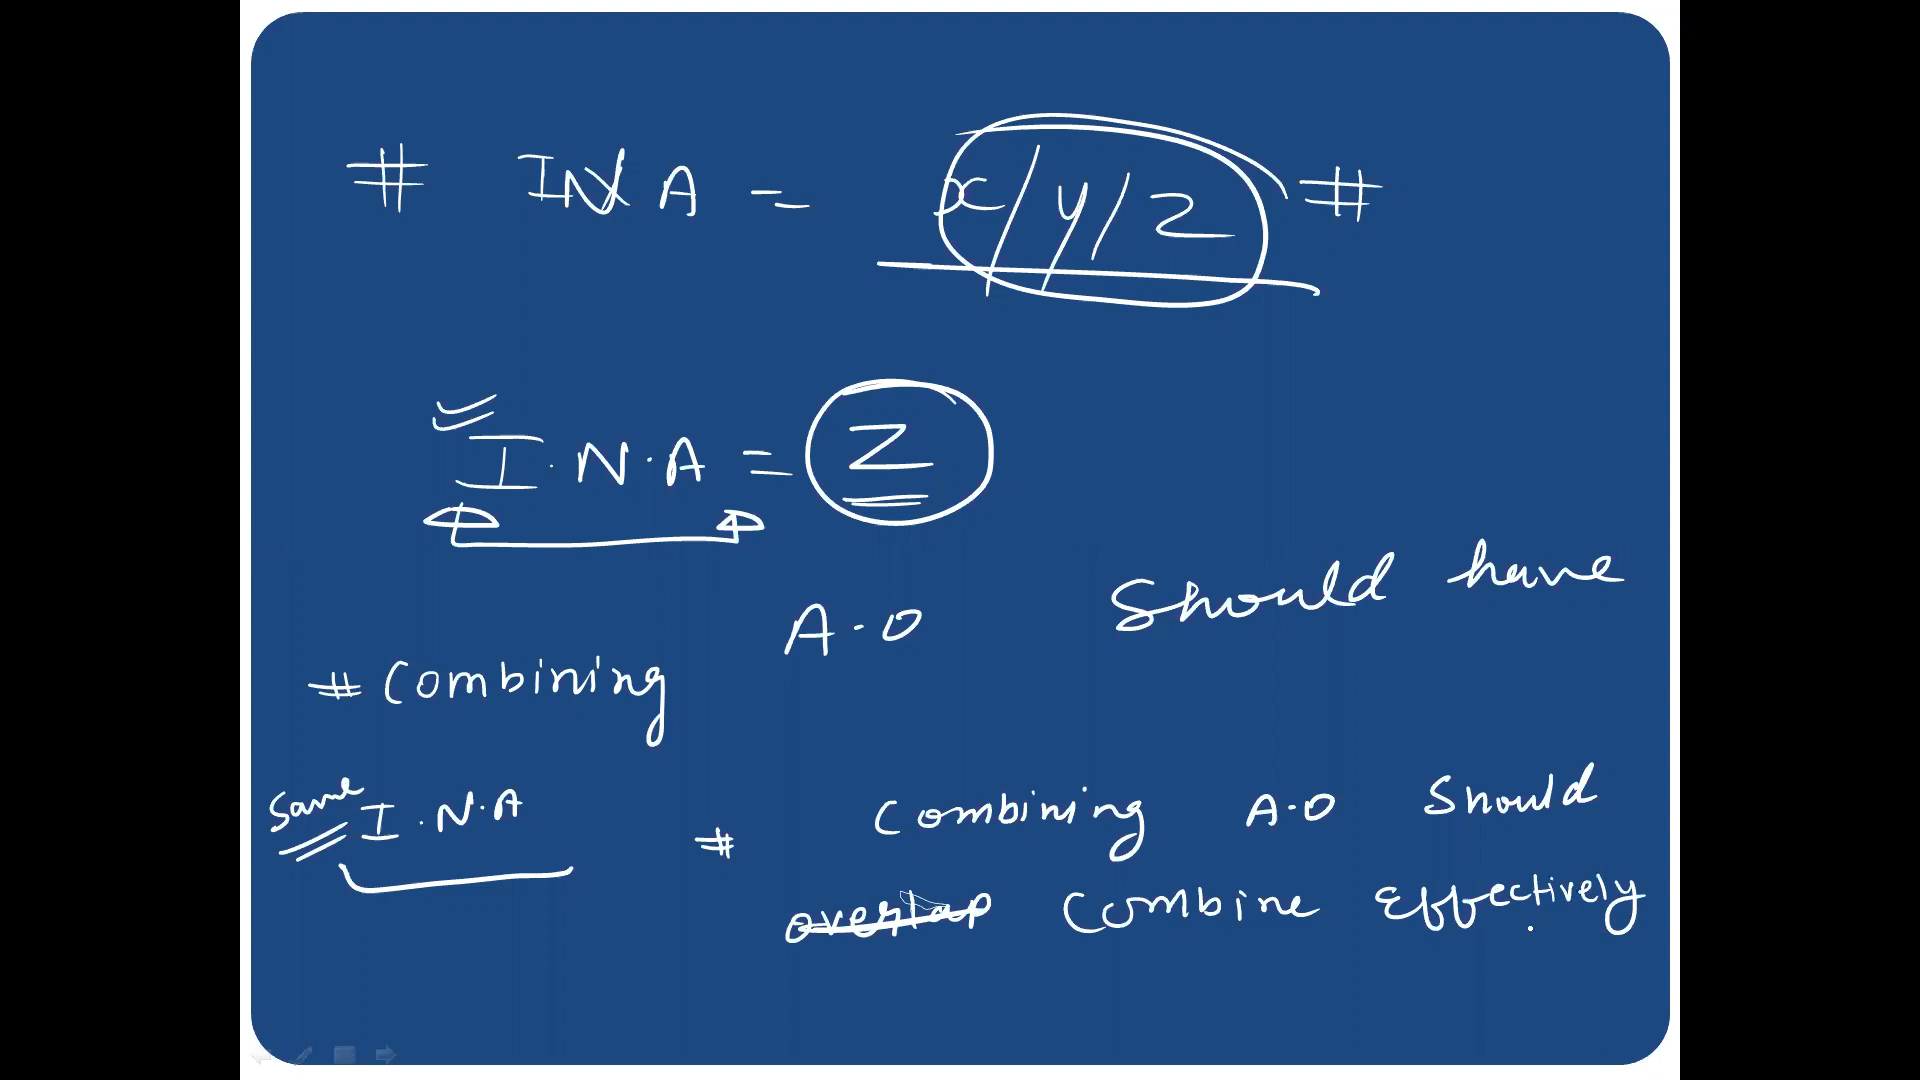 # INA = x/y/z #
I.N.A = Z
# Combining A.O Should have
Same I.N.A
# Combining A.O Should
overlap Combine Effectively